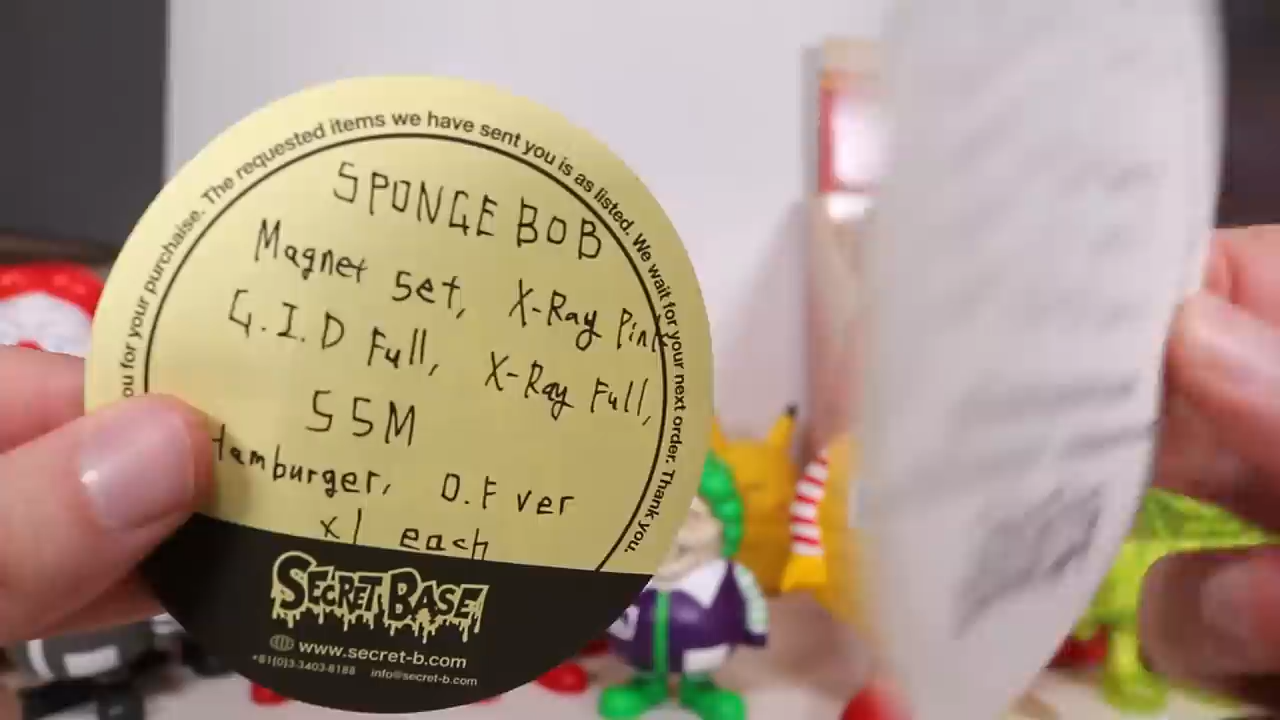 ou for your purchaise. The requested items we have sent you is as listed. We wait for your next order. Thank you.
SPONGE BOB
Magnet set, X-Ray Pink
G.I.D Full, X-Ray Full,
SSM
Hamburger, O.F ver
x1 each
SECRET BASE
www.secret-b.com
+81(0)3-3403-8188 info@secret-b.com